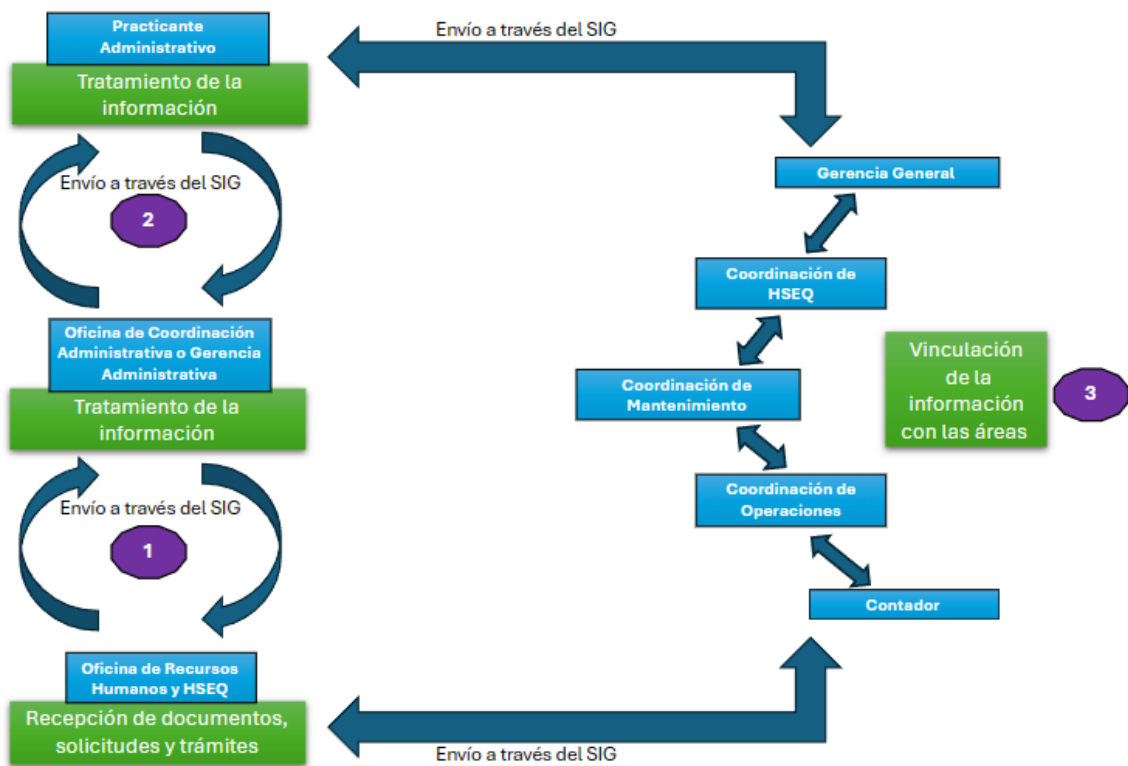 Practicante
Administrativo
Tratamiento de la
información
Envío a través del SIG
Envío a través del SIG
2
Oficina de Coordinación
Administrativa o Gerencia
Administrativa
Tratamiento de la
información
Envío a través del SIG
1
Oficina de Recursos
Humanos y HSEQ
Recepción de documentos,
solicitudes y trámites
Envío a través del SIG
Gerencia General
Coordinación de
HSEQ
Coordinación de
Mantenimiento
Coordinación de
Operaciones
Contador
Vinculación
de la
información
con las áreas
3